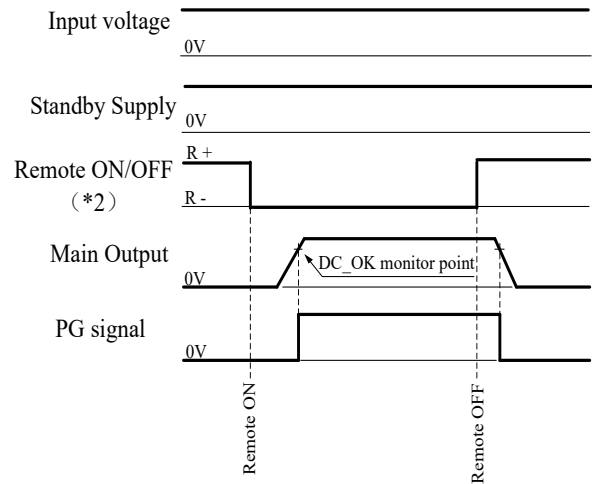 Input voltage
0V
Standby Supply
0V
R +
Remote ON/OFF
（*2）
R -
Main Output
DC_OK monitor point
0V
PG signal
0V
Remote ON
Remote OFF